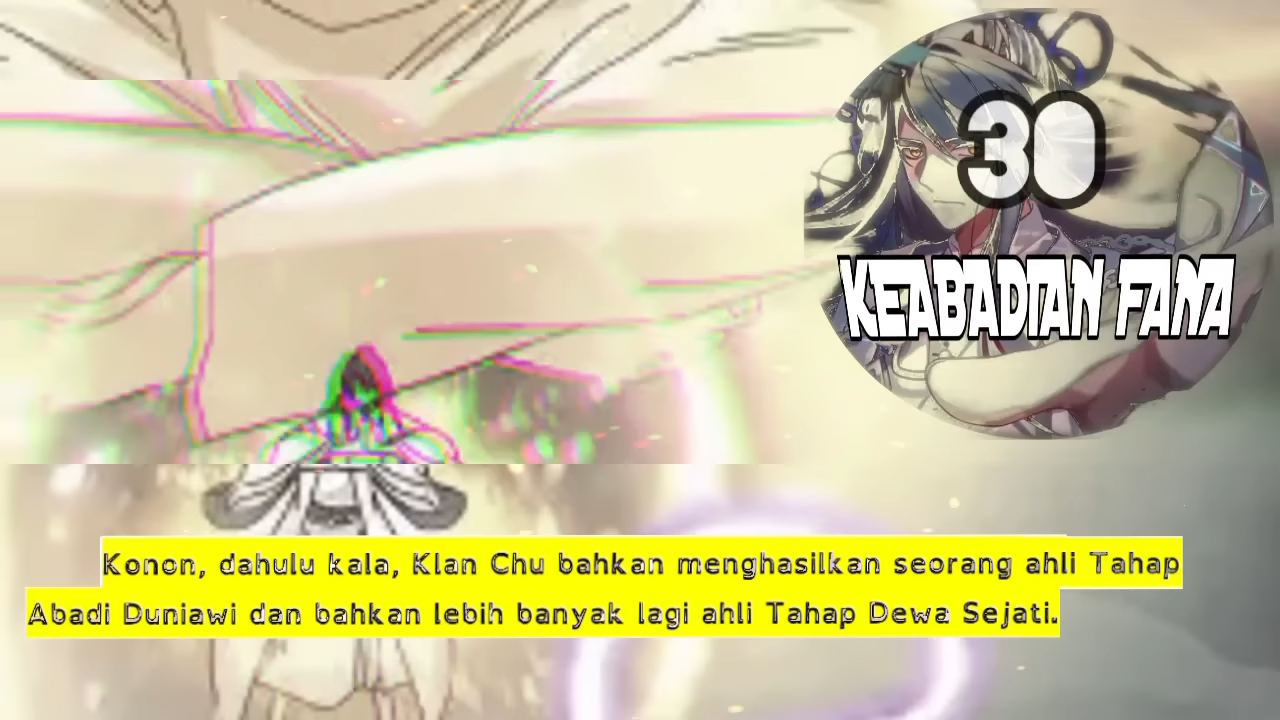 30
KEABADIAN FANA
Konon, dahulu kala, Klan Chu bahkan menghasilkan seorang ahli Tahap
Abadi Duniawi dan bahkan lebih banyak lagi ahli Tahap Dewa Sejati.